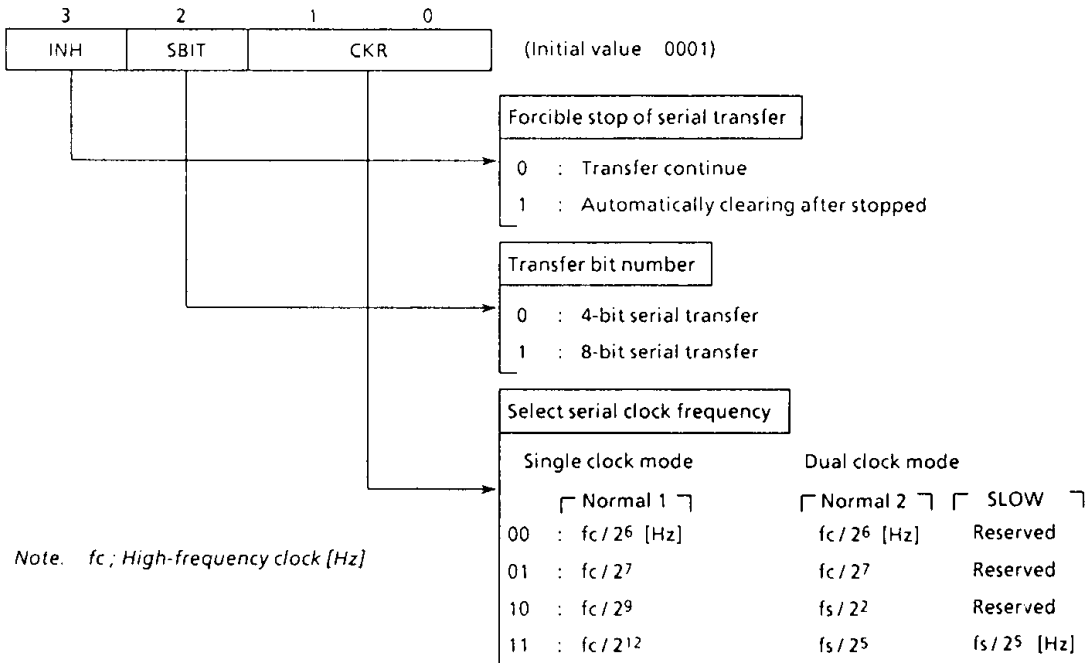 3 2 1 0
INH SBIT CKR (Initial value 0001)
Forcible stop of serial transfer
0 : Transfer continue
1 : Automatically clearing after stopped
Transfer bit number
0 : 4-bit serial transfer
1 : 8-bit serial transfer
Select serial clock frequency
Single clock mode Dual clock mode
Normal 1 Normal 2 SLOW
00 : fc/2⁶ [Hz] fc/2⁶ [Hz] Reserved
Note. fc ; High-frequency clock [Hz]
01 : fc/2⁷ fc/2⁷ Reserved
10 : fc/2⁹ fs/2² Reserved
11 : fc/2¹² fs/2⁵ fs/2⁵ [Hz]